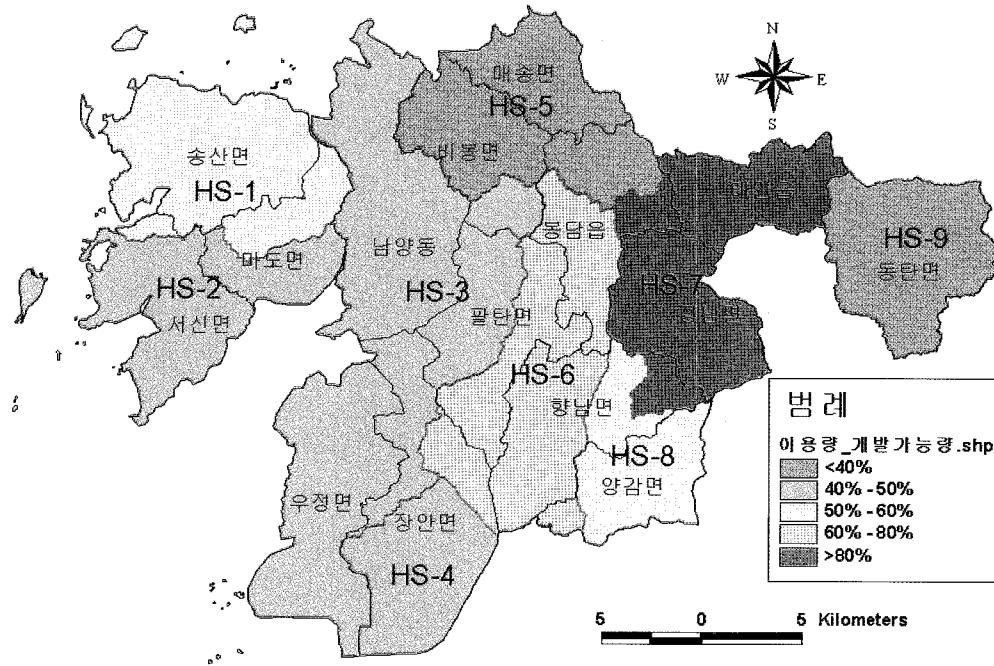 N
W E
S
매송면
HS-5
비봉면
송산면
HS-1
봉담읍
HS-9
동탄면
남양동
마도면
HS-2
HS-3
HS-7
서신면
팔탄면
HS-6
향남면
HS-8
양감면
우정면
장안면
HS-4
범례
이용량_개발가능량.shp
<40%
40% - 50%
50% - 60%
60% - 80%
>80%
5 0 5 Kilometers